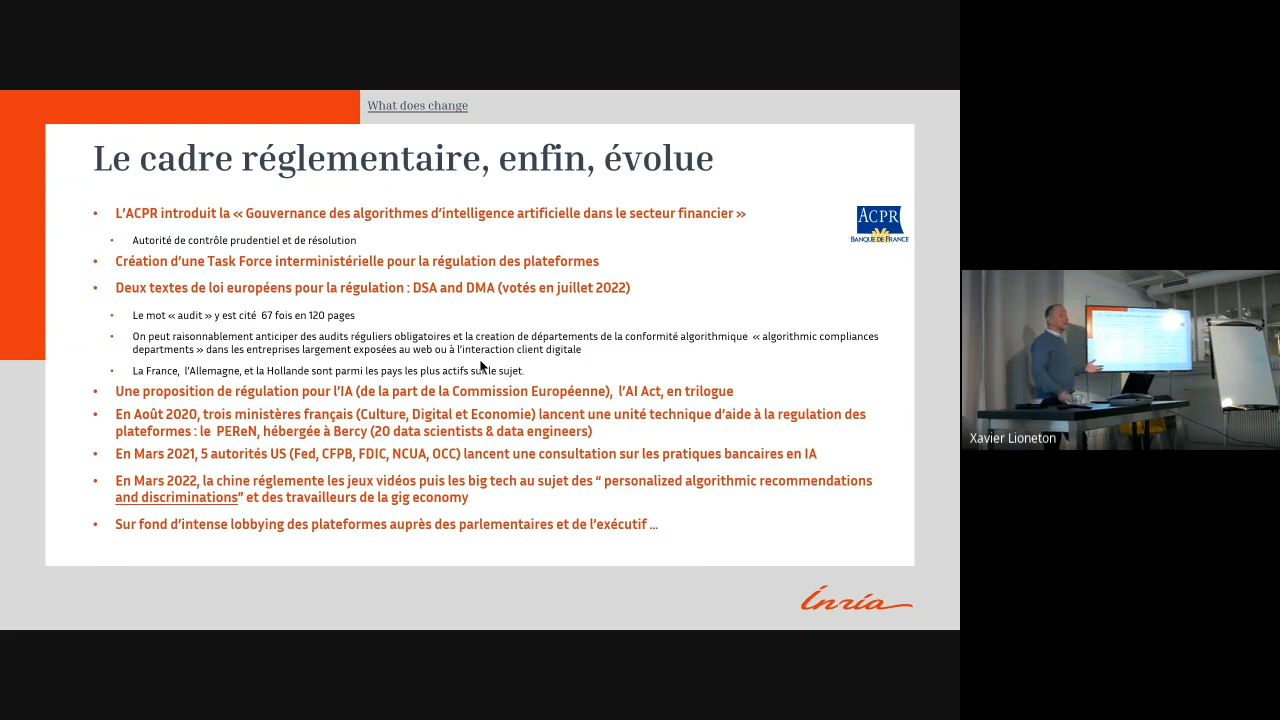 What does change
Le cadre réglementaire, enfin, évolue
• L'ACPR introduit la « Gouvernance des algorithmes d'intelligence artificielle dans le secteur financier »
ACPR
BANQUE DE FRANCE
• Autorité de contrôle prudentiel et de résolution
• Création d'une Task Force interministérielle pour la régulation des plateformes
• Deux textes de loi européens pour la régulation : DSA and DMA (votés en juillet 2022)
• Le mot « audit » y est cité 67 fois en 120 pages
• On peut raisonnablement anticiper des audits réguliers obligatoires et la creation de départements de la conformité algorithmique « algorithmic compliances
departments » dans les entreprises largement exposées au web ou à l'interaction client digitale
• La France, l'Allemagne, et la Hollande sont parmi les pays les plus actifs sur le sujet.
• Une proposition de régulation pour l'IA (de la part de la Commission Européenne), l'AI Act, en trilogue
• En Août 2020, trois ministères français (Culture, Digital et Economie) lancent une unité technique d'aide à la regulation des
plateformes : le PEReN, hébergée à Bercy (20 data scientists & data engineers)
• En Mars 2021, 5 autorités US (Fed, CFPB, FDIC, NCUA, OCC) lancent une consultation sur les pratiques bancaires en IA
• En Mars 2022, la chine réglemente les jeux vidéos puis les big tech au sujet des “ personalized algorithmic recommendations
and discriminations” et des travailleurs de la gig economy
• Sur fond d'intense lobbying des plateformes auprès des parlementaires et de l'exécutif ...
Inria
Xavier Lioneton